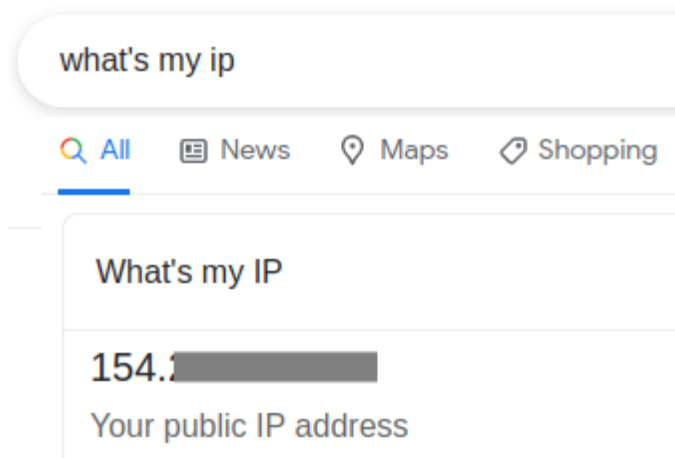 what's my ip
All News Maps Shopping
What's my IP
154.
Your public IP address